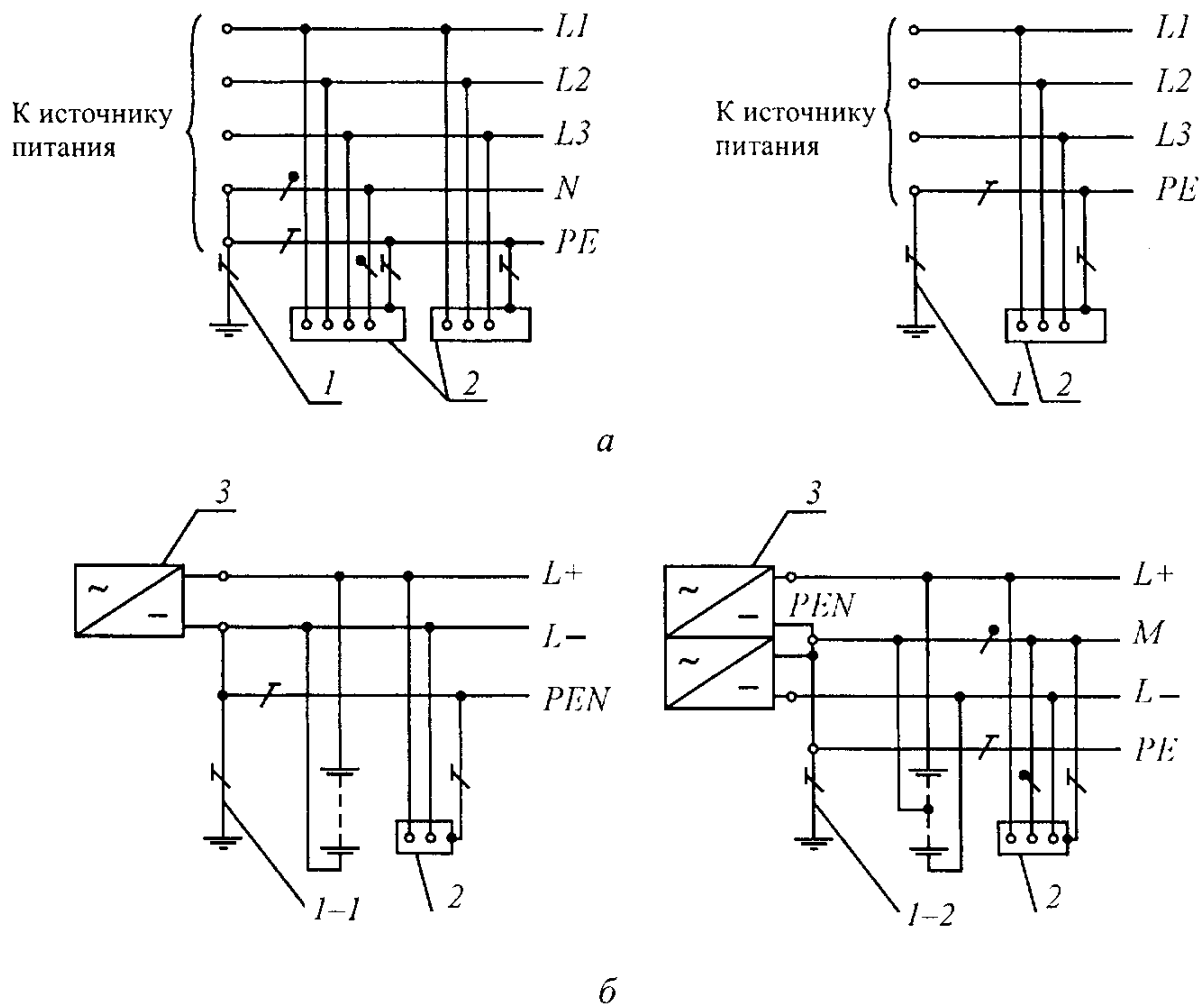 L1
L2
К источнику
питания
L3
N
PE
1
2
L1
L2
К источнику
питания
L3
PE
1
2
а
3
~
−
L+
L−
PEN
1–1
2
3
~
−
~
−
PEN
L+
M
L−
PE
1–2
2
б